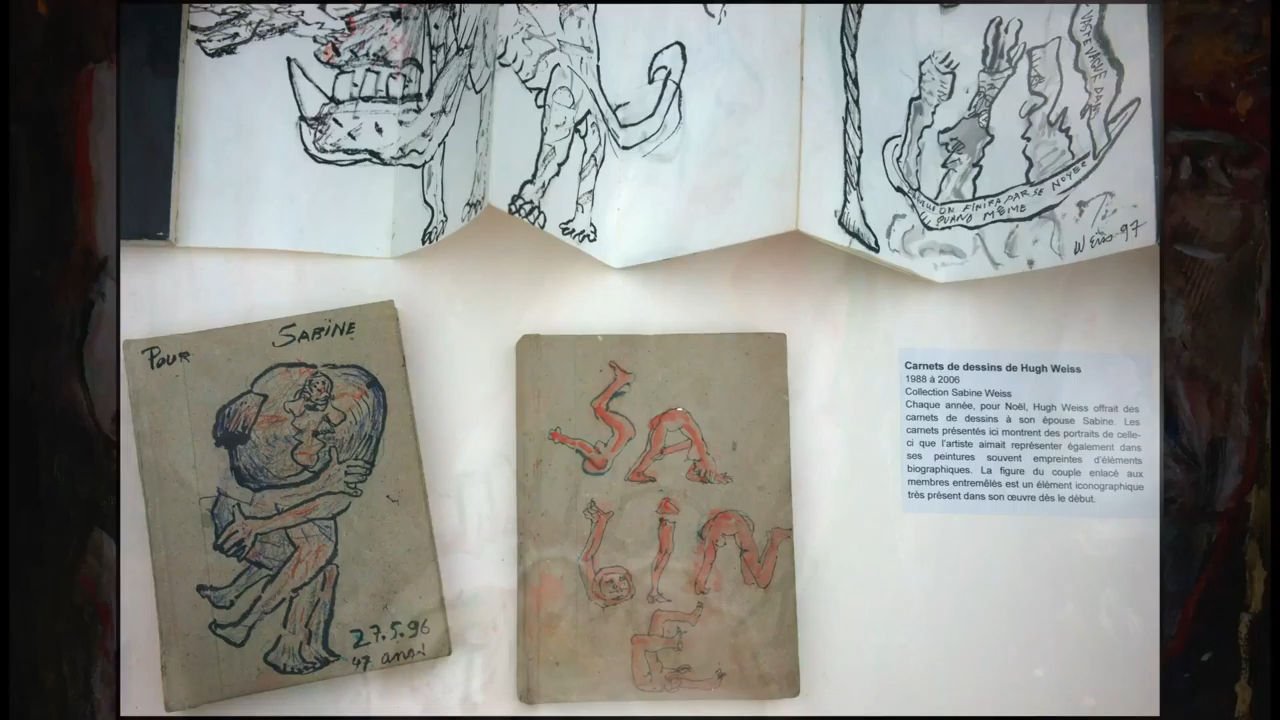 VASTE VAGUE DANS
ON FINIRA PAR SE NOYER
QUAND MÊME
Weiss-97
POUR SABINE
27.5.96
47 ans!
SA
BIN
E
Carnets de dessins de Hugh Weiss
1988 à 2006
Collection Sabine Weiss
Chaque année, pour Noël, Hugh Weiss offrait des
carnets de dessins à son épouse Sabine. Les
carnets présentés ici montrent des portraits de celle-
ci que l'artiste aimait représenter également dans
ses peintures souvent empreintes d'éléments
biographiques. La figure du couple enlacé aux
membres entremêlés est un élément iconographique
très présent dans son œuvre dès le début.